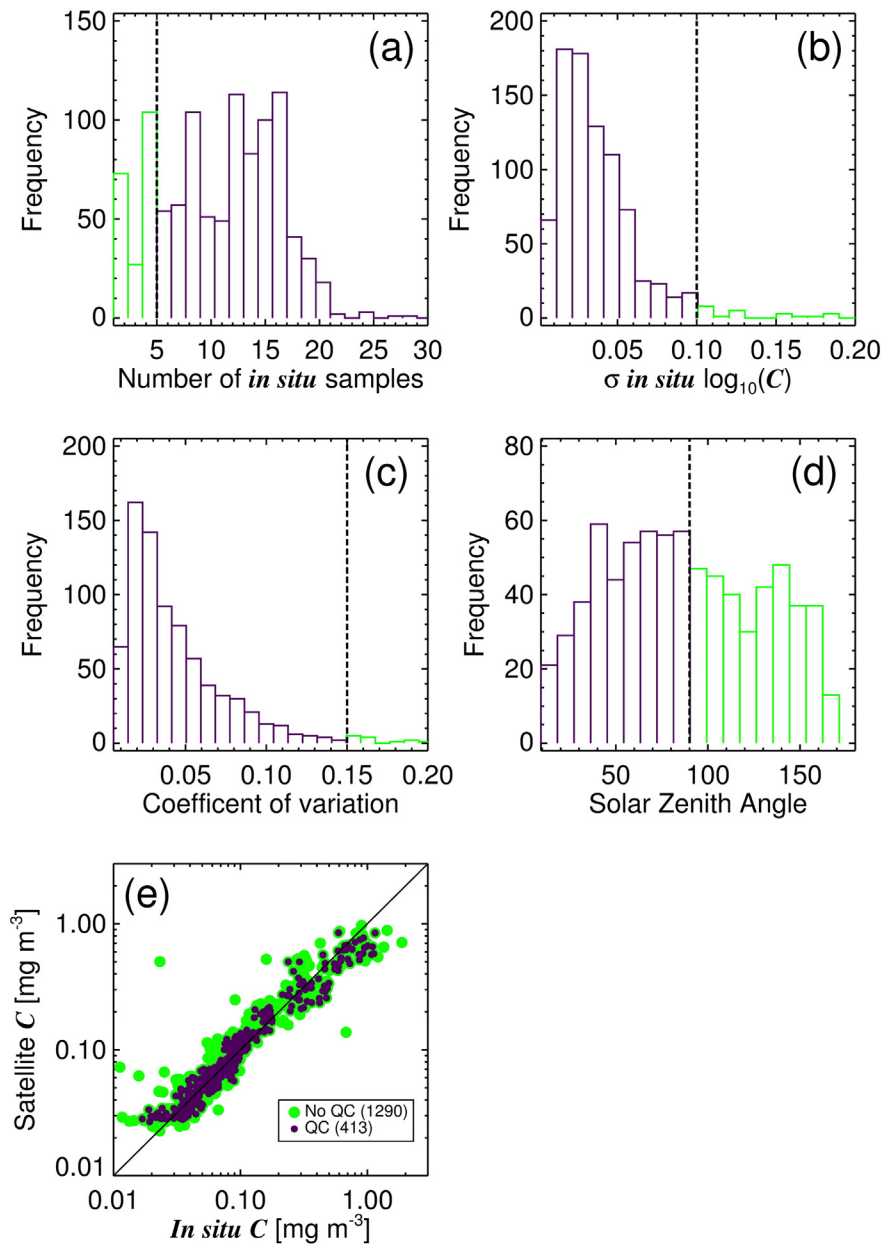 (a)
150
100
50
0
Frequency
5 10 15 20 25 30
Number of in situ samples
(b)
200
150
100
50
0
Frequency
0.05 0.10 0.15 0.20
σ in situ log10(C)
(c)
200
150
100
50
0
Frequency
0.05 0.10 0.15 0.20
Coefficent of variation
(d)
80
60
40
20
0
Frequency
50 100 150
Solar Zenith Angle
(e)
1.00
0.10
0.01
Satellite C [mg m-3]
No QC (1290)
QC (413)
0.01 0.10 1.00
In situ C [mg m-3]